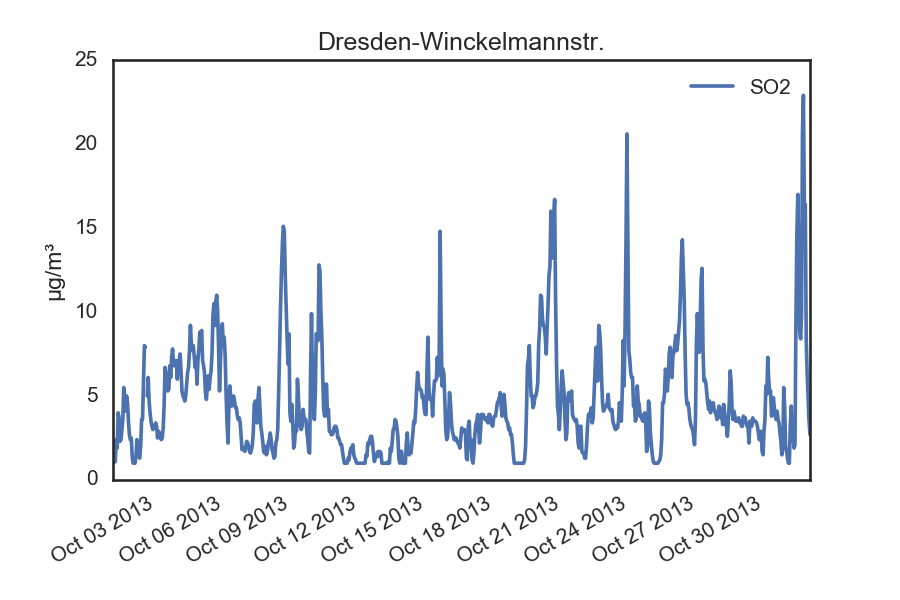 Dresden-Winckelmannstr.
25
20
15
10
5
0
µg/m³
SO2
Oct 03 2013
Oct 06 2013
Oct 09 2013
Oct 12 2013
Oct 15 2013
Oct 18 2013
Oct 21 2013
Oct 24 2013
Oct 27 2013
Oct 30 2013